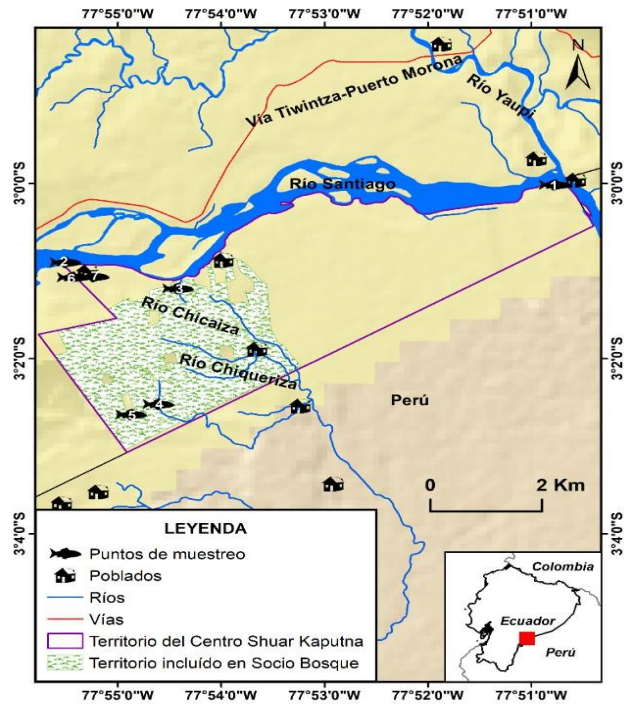 77°55'0"W 77°54'0"W 77°53'0"W 77°52'0"W 77°51'0"W
N
Vía Tiwintza-Puerto Morona
Río Yaupi
3°0'0"S
3°0'0"S
Río Santiago
1
2
6
7
3
Río Chicaiza
3°2'0"S
3°2'0"S
Río Chiqueriza
4
5
Perú
0 2 Km
3°4'0"S
3°4'0"S
LEYENDA
Puntos de muestreo
Poblados
Ríos
Vías
Territorio del Centro Shuar Kaputna
Territorio incluído en Socio Bosque
Colombia
Ecuador
Perú
77°55'0"W 77°54'0"W 77°53'0"W 77°52'0"W 77°51'0"W